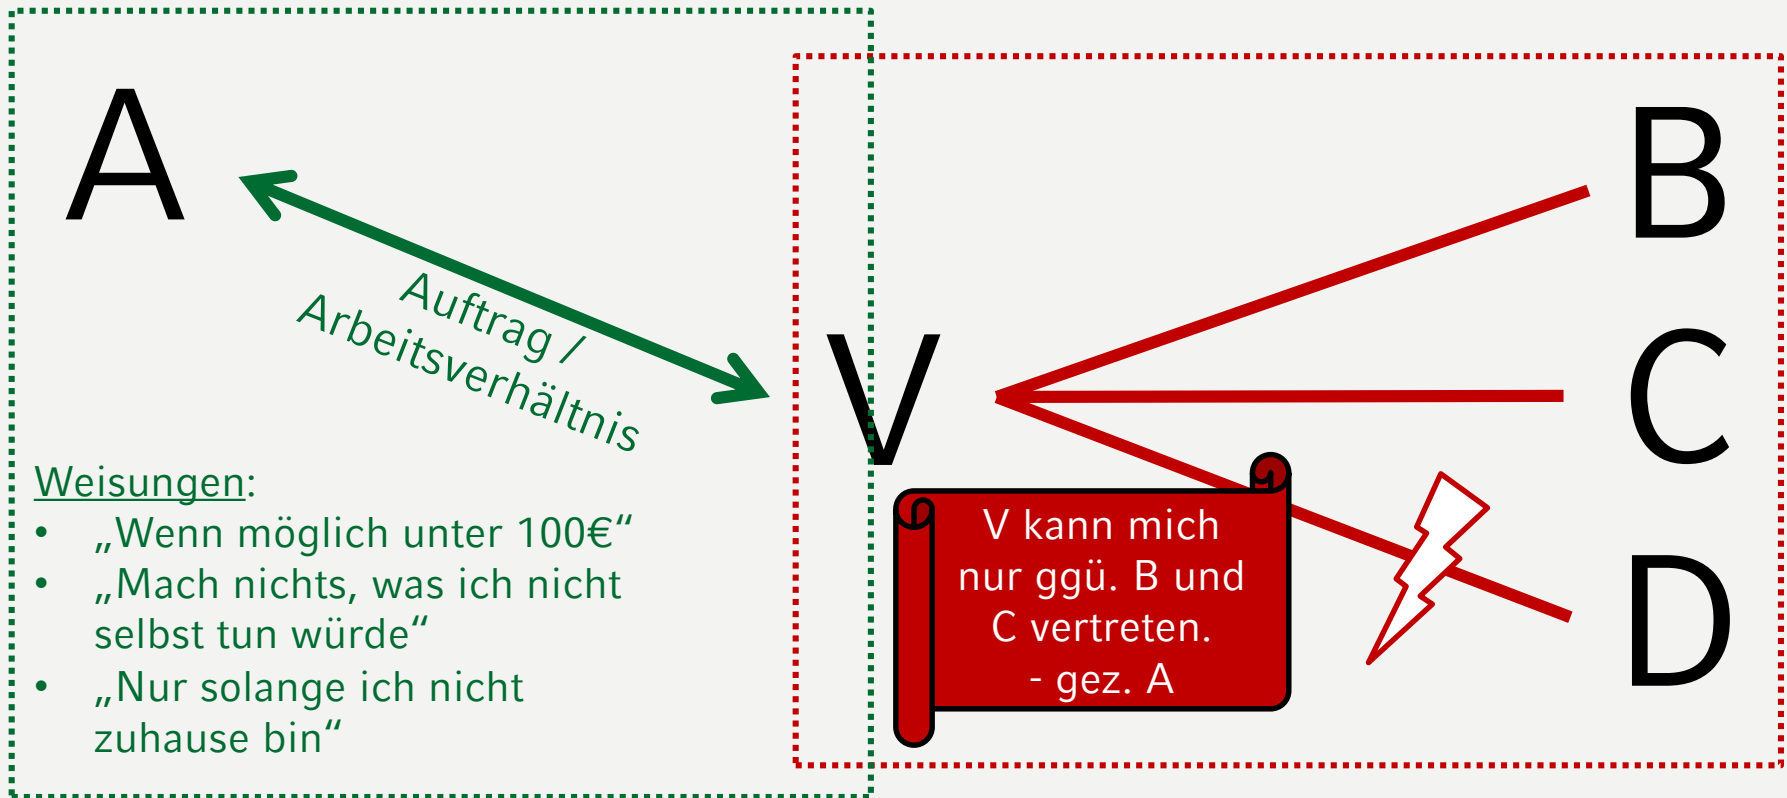 A
Auftrag /
Arbeitsverhältnis
Weisungen:
• „Wenn möglich unter 100€“
• „Mach nichts, was ich nicht
selbst tun würde“
• „Nur solange ich nicht
zuhause bin“
V
V kann mich
nur ggü. B und
C vertreten.
- gez. A
B
C
D